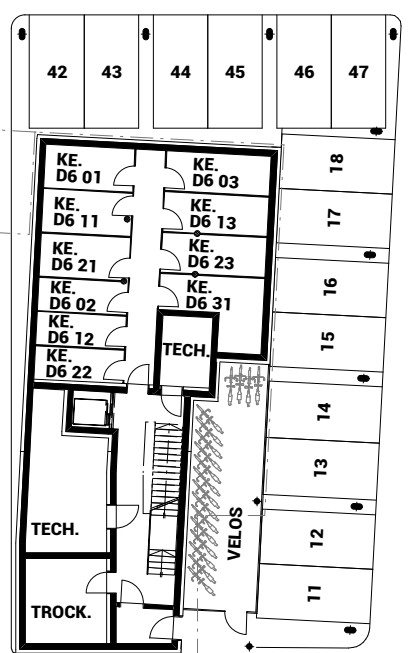 42
43
44
45
46
47
KE.
D6 01
KE.
D6 03
KE.
D6 11
KE.
D6 13
KE.
D6 21
KE.
D6 23
KE.
D6 02
KE.
D6 31
KE.
D6 12
KE.
D6 22
TECH.
18
17
16
15
14
13
12
11
VELOS
TECH.
TROCK.